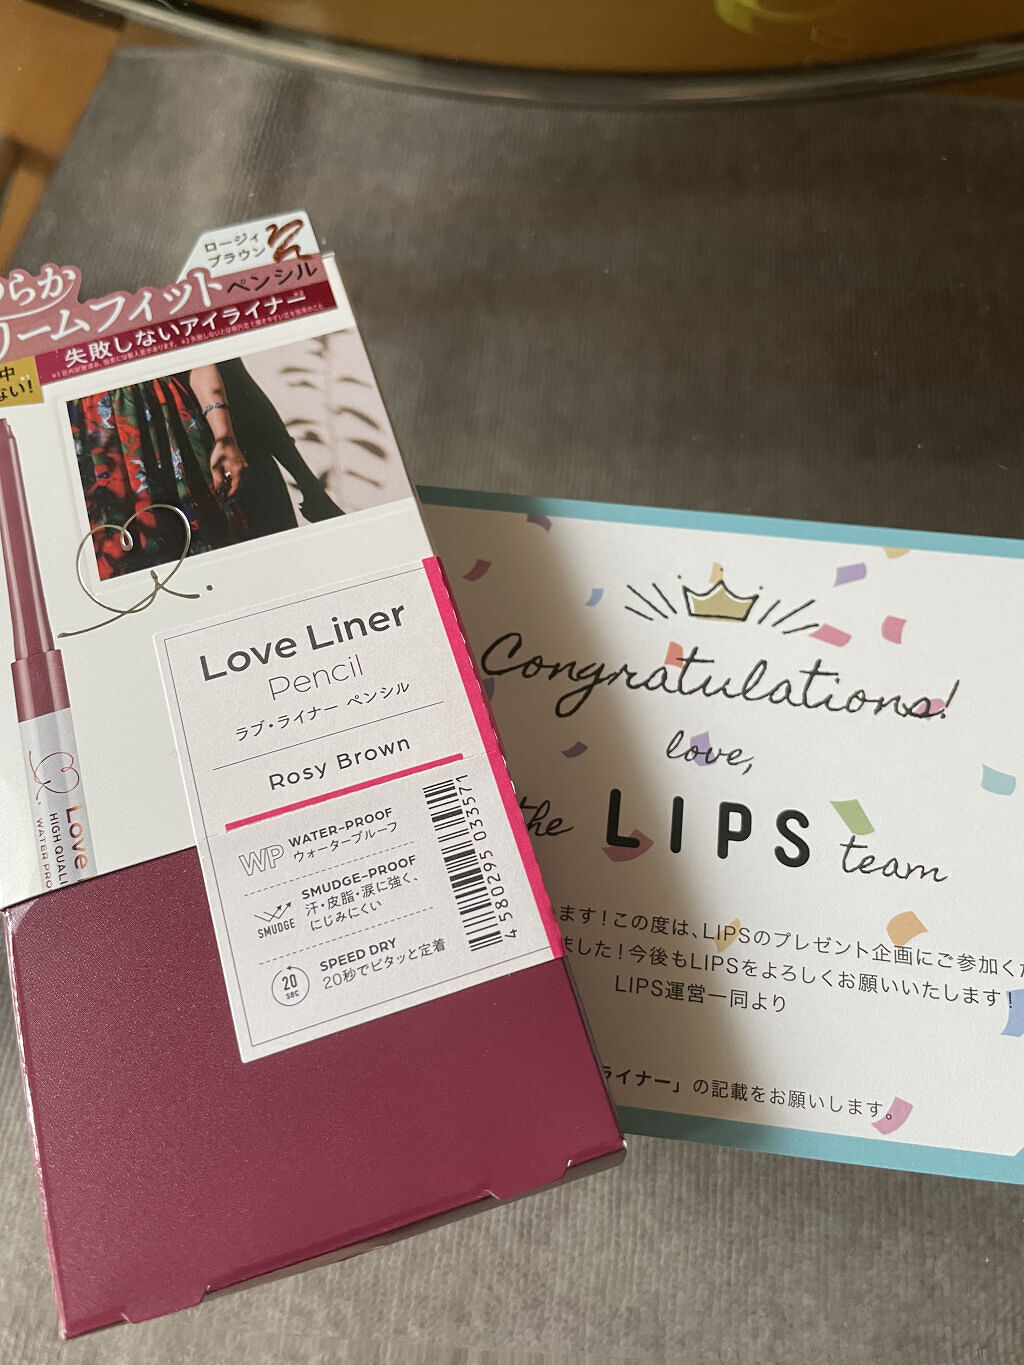 ロージィ
ブラウン
らか
リームフィットペンシル
失敗しないアイライナー
中
ない!
Love Liner
Pencil
ラブ・ライナー ペンシル
Rosy Brown
WP
WATER-PROOF
ウォータープルーフ
SMUDGE
SMUDGE-PROOF
汗・皮脂・涙に強く、
にじみにくい
20
sec
SPEED DRY
20秒でピタッと定着
4580295 033571
Love
HIGH QUALI
WATER PRO
Congratulations!
love,
the LIPS team
ます!この度は、LIPSのプレゼント企画にご参加くだ
ました!今後もLIPSをよろしくお願いいたします!
LIPS運営一同より
ライナー」の記載をお願いします。